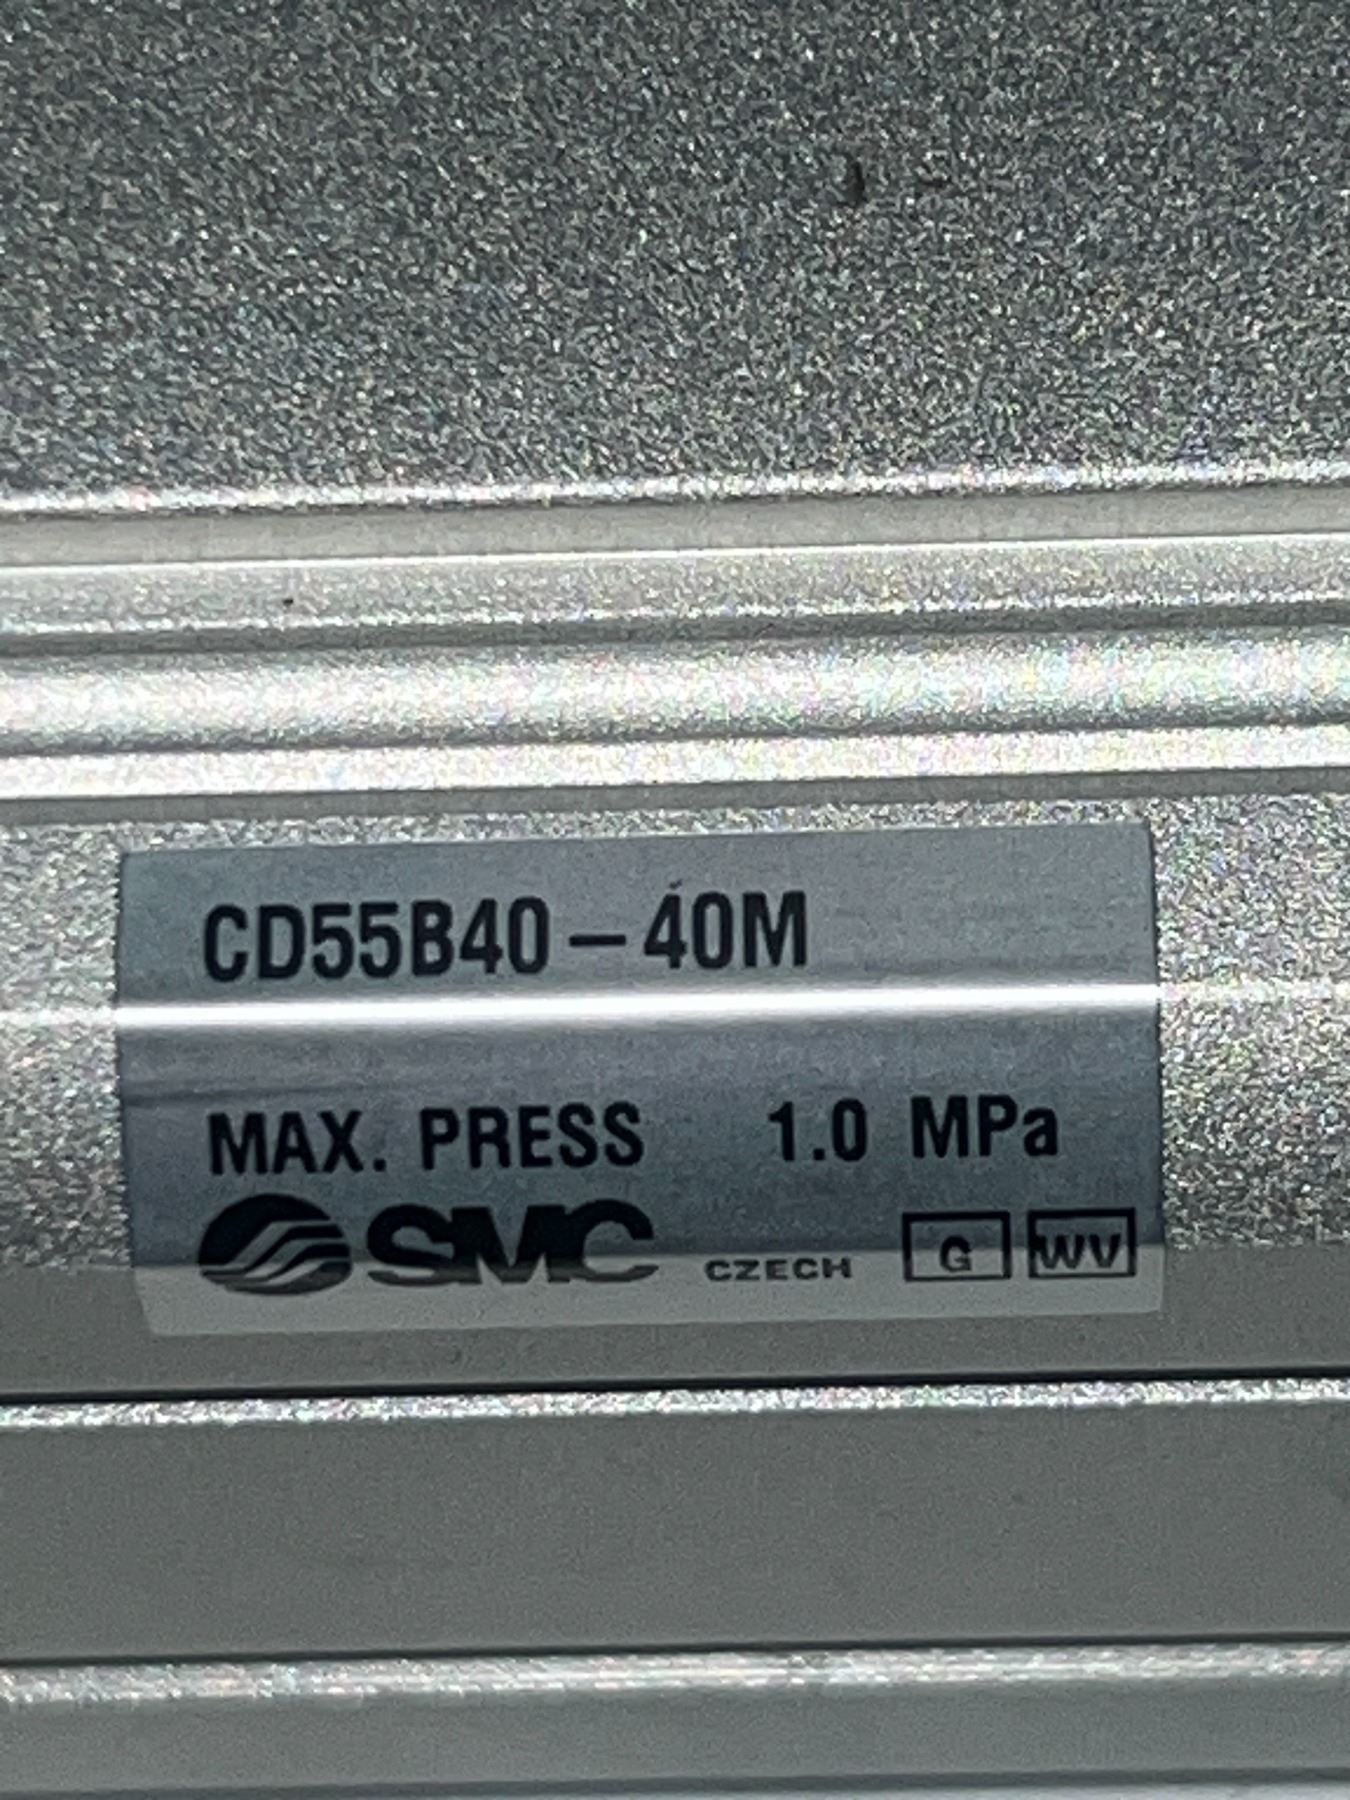 CD55B40-40M
MAX. PRESS 1.0 MPa
SMC CZECH G WV